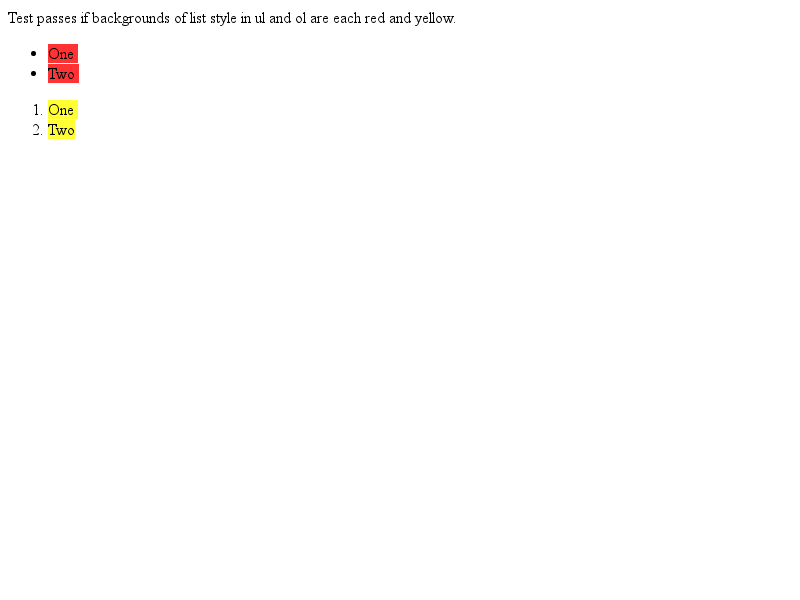 Test passes if backgrounds of list style in ul and ol are each red and yellow.
• One
• Two
1. One
2. Two